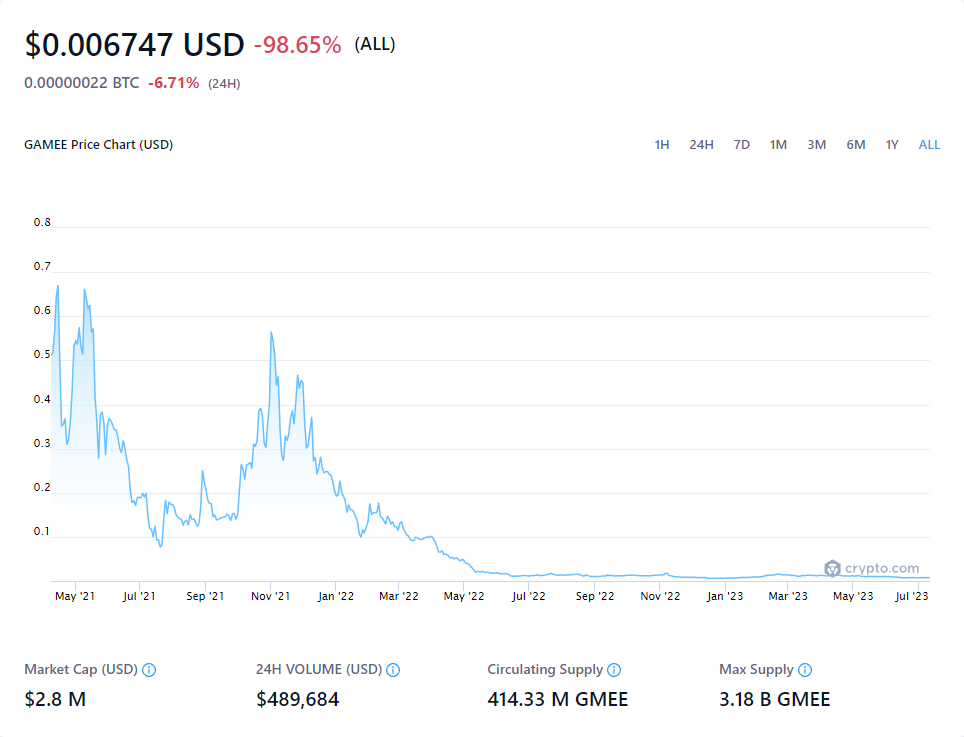 $0.006747 USD -98.65% (ALL)
0.00000022 BTC -6.71% (24H)
GAMEE Price Chart (USD) 1H 24H 7D 1M 3M 6M 1Y ALL
0.8
0.7
0.6
0.5
0.4
0.3
0.2
0.1
crypto.com
May '21 Jul '21 Sep '21 Nov '21 Jan '22 Mar '22 May '22 Jul '22 Sep '22 Nov '22 Jan '23 Mar '23 May '23 Jul '23
Market Cap (USD) 24H VOLUME (USD) Circulating Supply Max Supply
$2.8 M $489,684 414.33 M GMEE 3.18 B GMEE